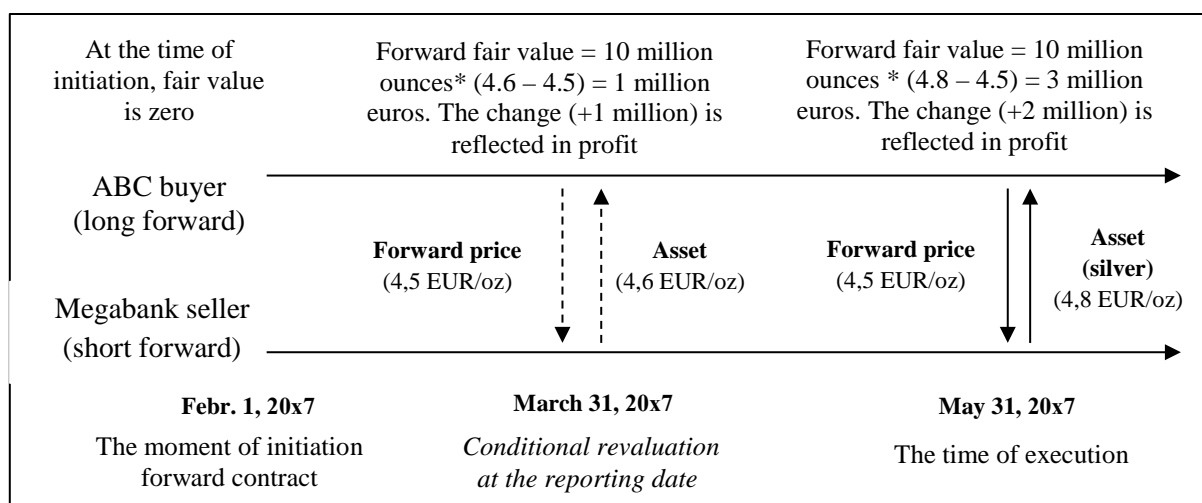 At the time of
initiation, fair value
is zero
Forward fair value = 10 million
ounces* (4.6 – 4.5) = 1 million
euros. The change (+1 million) is
reflected in profit
Forward fair value = 10 million
ounces * (4.8 – 4.5) = 3 million
euros. The change (+2 million) is
reflected in profit
ABC buyer
(long forward)
Forward price
(4,5 EUR/oz)
Asset
(4,6 EUR/oz)
Forward price
(4,5 EUR/oz)
Asset
(silver)
(4,8 EUR/oz)
Megabank seller
(short forward)
Febr. 1, 20x7
The moment of initiation
forward contract
March 31, 20x7
Conditional revaluation
at the reporting date
May 31, 20x7
The time of execution